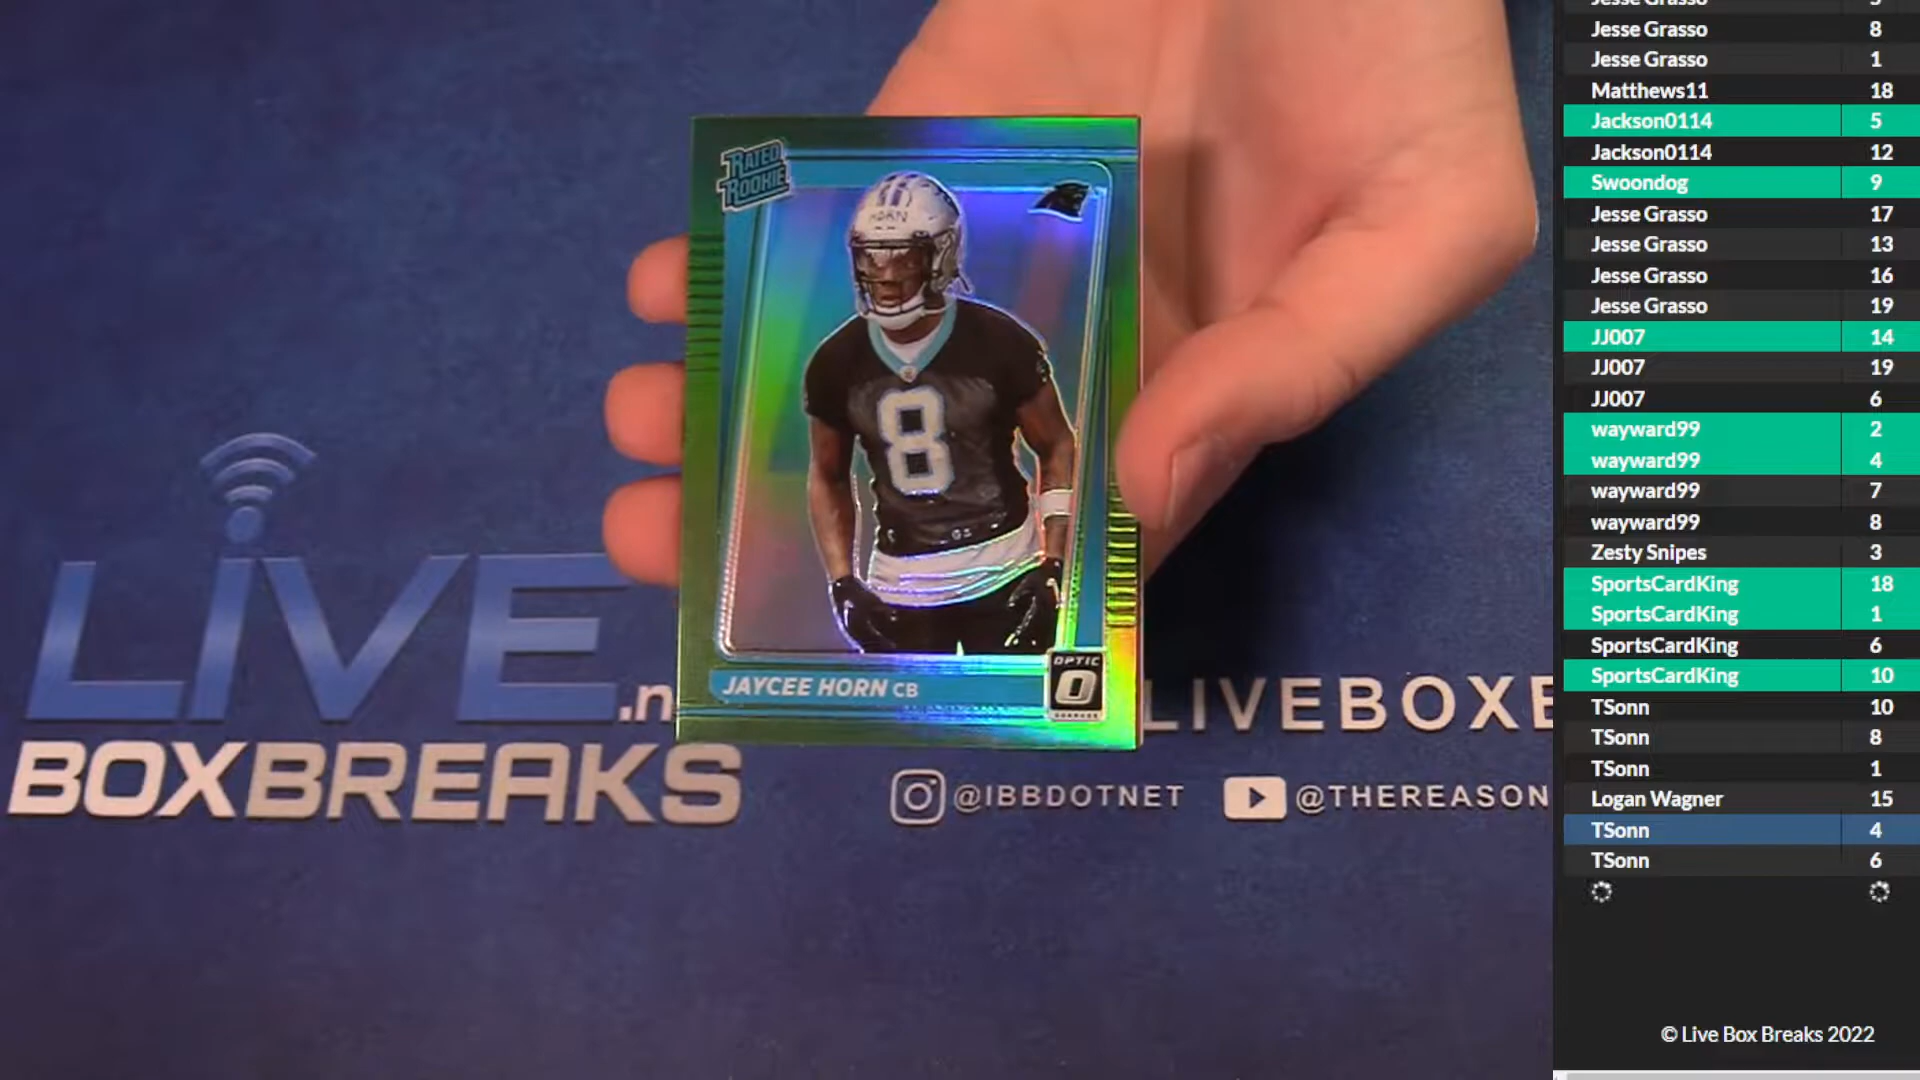 RATED
ROOKIE
HORN
8
JAYCEE HORN CB
OPTIC
LIVE.n
BOXBREAKS
LIVEBOXB
@IBBDOTNET
@THEREASON
Jesse Grasso 8
Jesse Grasso 1
Matthews11 18
Jackson0114 5
Jackson0114 12
Swoondog 9
Jesse Grasso 17
Jesse Grasso 13
Jesse Grasso 16
Jesse Grasso 19
JJ007 14
JJ007 19
JJ007 6
wayward99 2
wayward99 4
wayward99 7
wayward99 8
Zesty Snipes 3
SportsCardKing 18
SportsCardKing 1
SportsCardKing 6
SportsCardKing 10
TSonn 10
TSonn 8
TSonn 1
Logan Wagner 15
TSonn 4
TSonn 6
© Live Box Breaks 2022